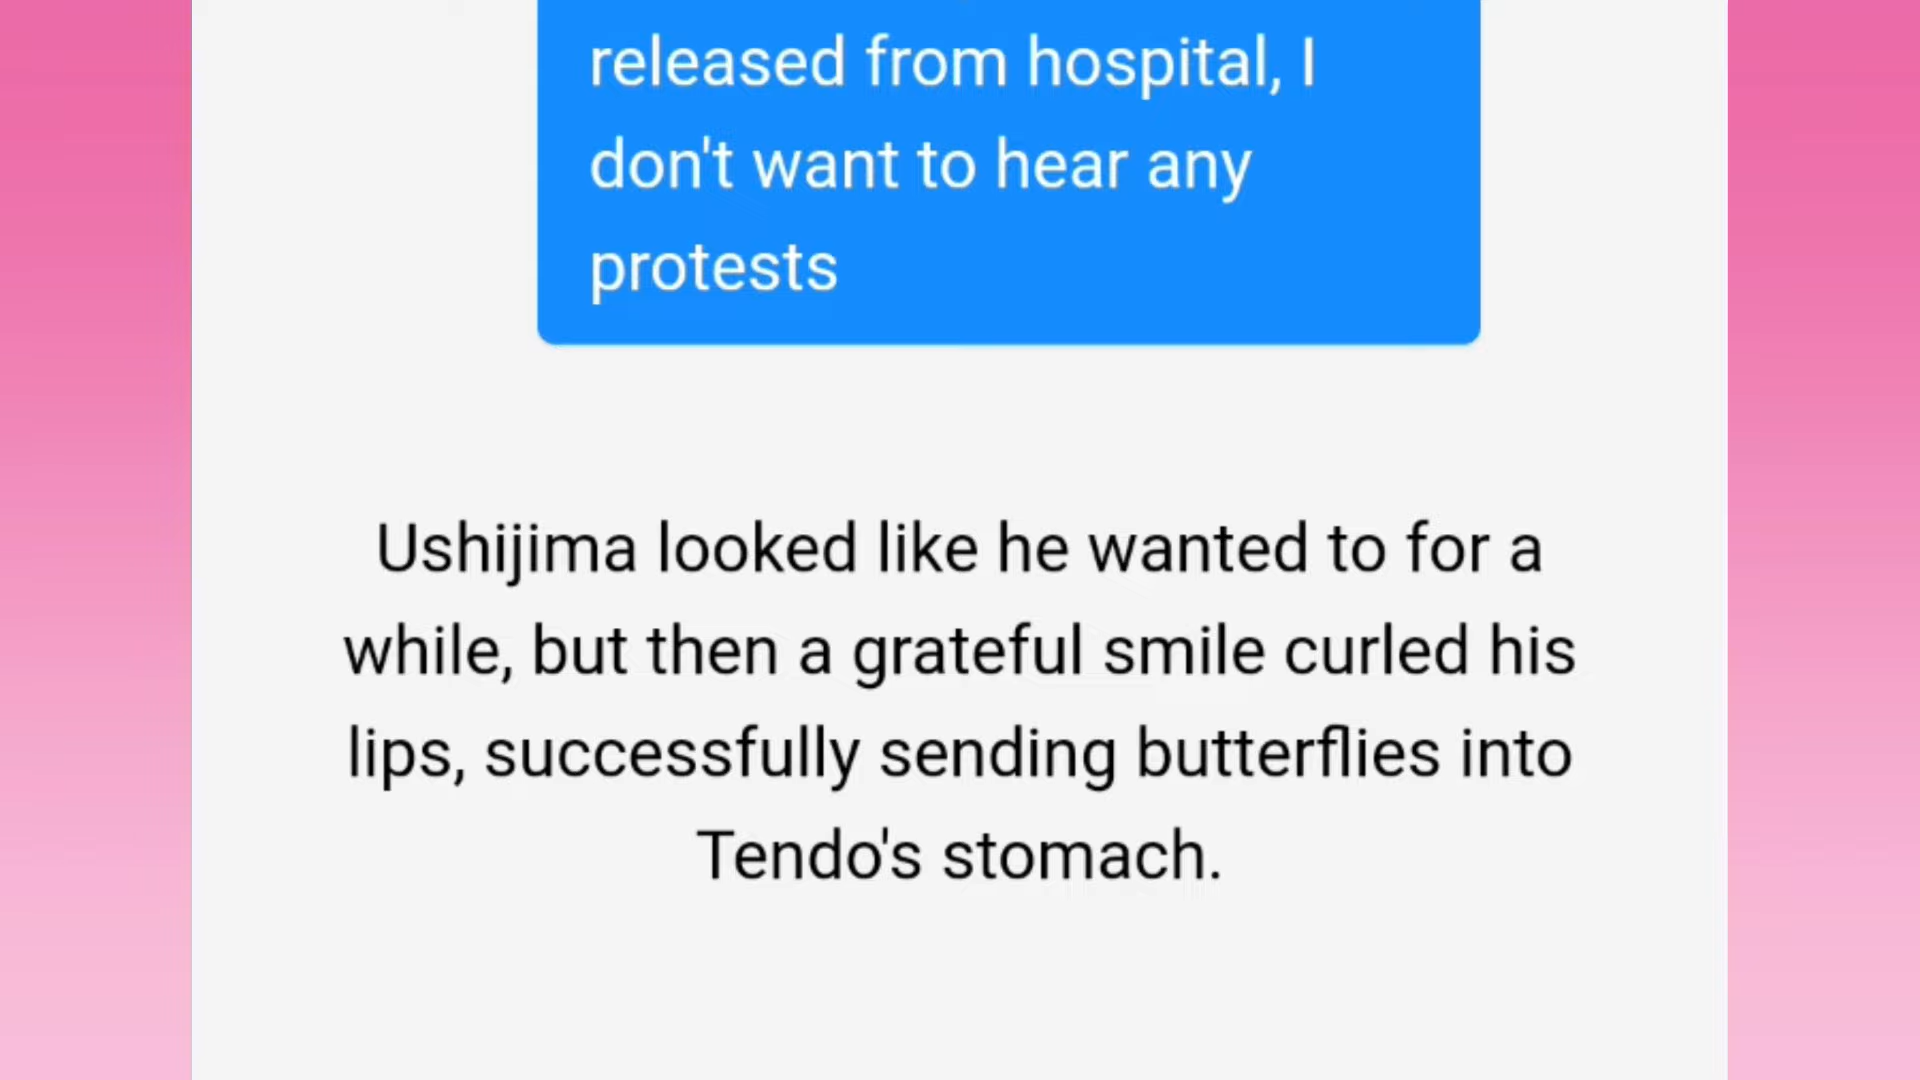 released from hospital, I
don't want to hear any
protests
Ushijima looked like he wanted to for a
while, but then a grateful smile curled his
lips, successfully sending butterflies into
Tendo's stomach.